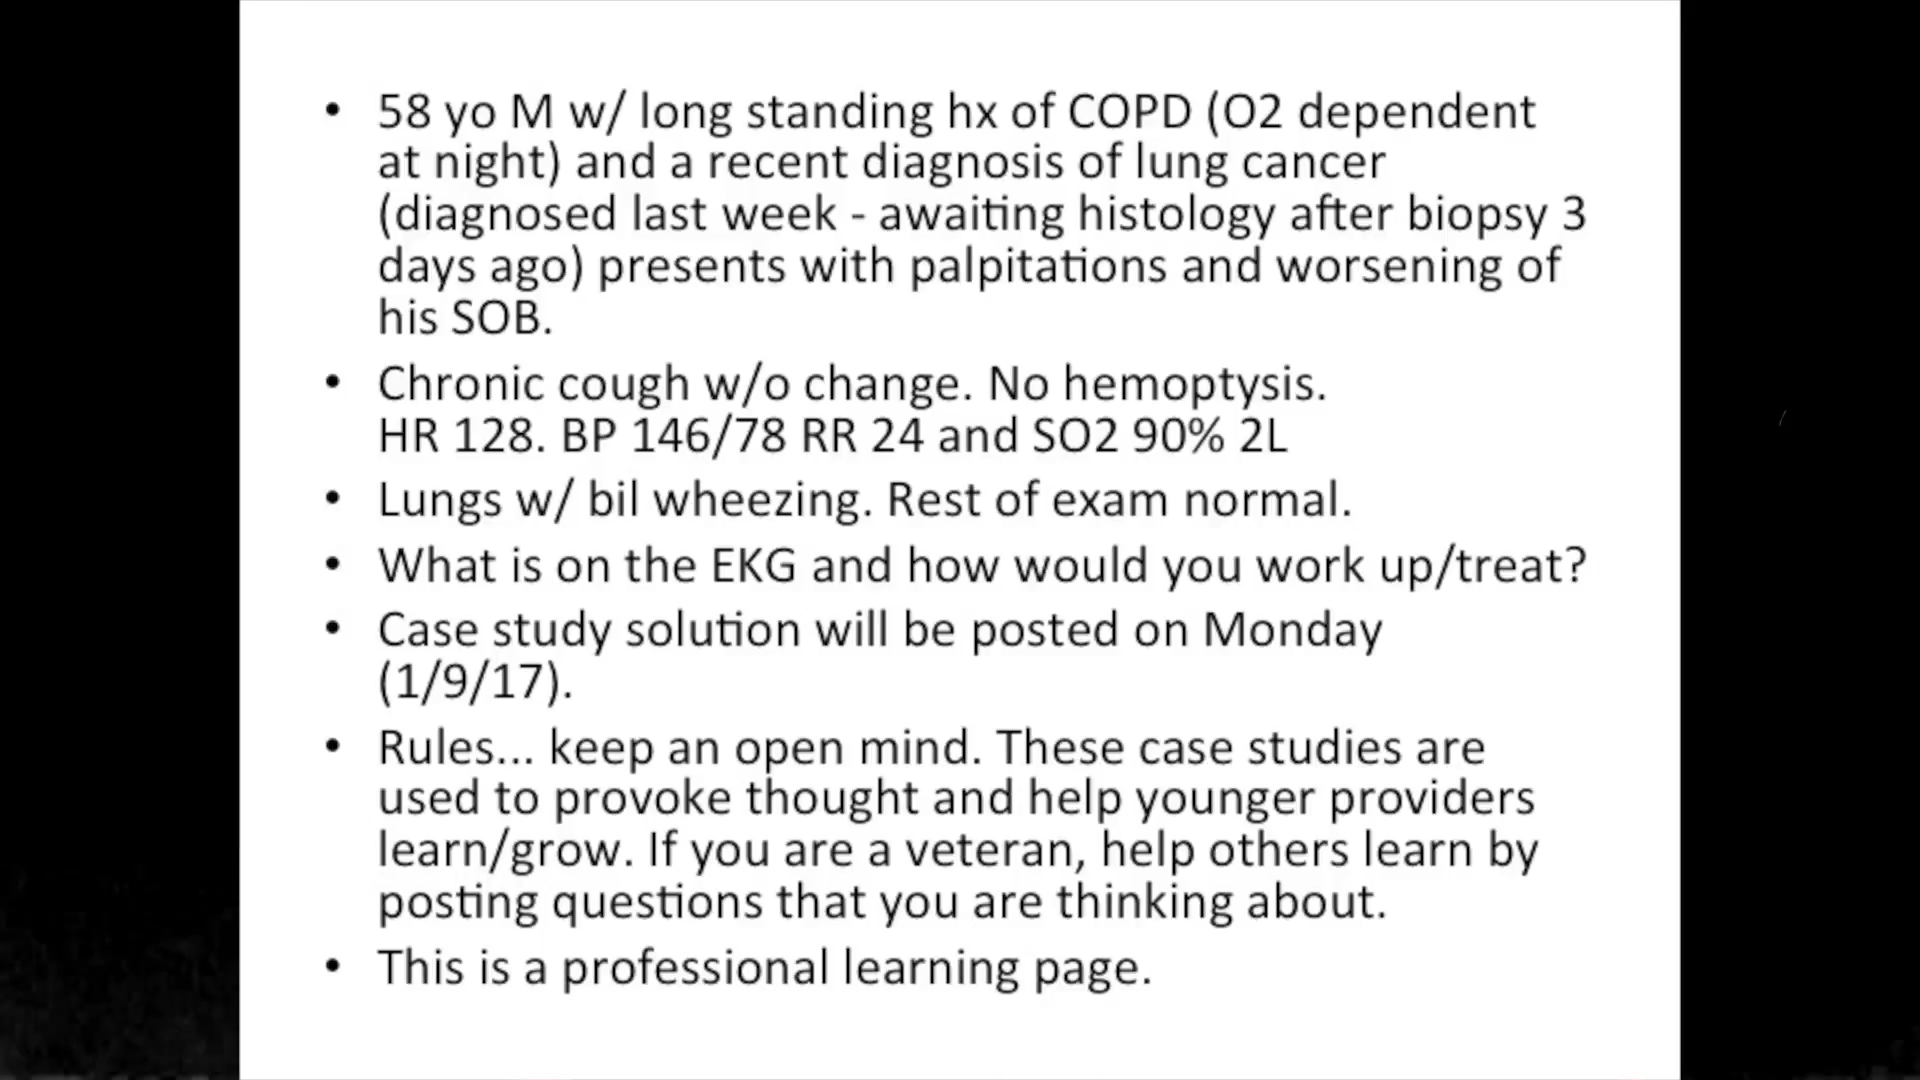 • 58 yo M w/ long standing hx of COPD (O2 dependent
at night) and a recent diagnosis of lung cancer
(diagnosed last week - awaiting histology after biopsy 3
days ago) presents with palpitations and worsening of
his SOB.
• Chronic cough w/o change. No hemoptysis.
HR 128. BP 146/78 RR 24 and SO2 90% 2L
• Lungs w/ bil wheezing. Rest of exam normal.
• What is on the EKG and how would you work up/treat?
• Case study solution will be posted on Monday
(1/9/17).
• Rules... keep an open mind. These case studies are
used to provoke thought and help younger providers
learn/grow. If you are a veteran, help others learn by
posting questions that you are thinking about.
• This is a professional learning page.